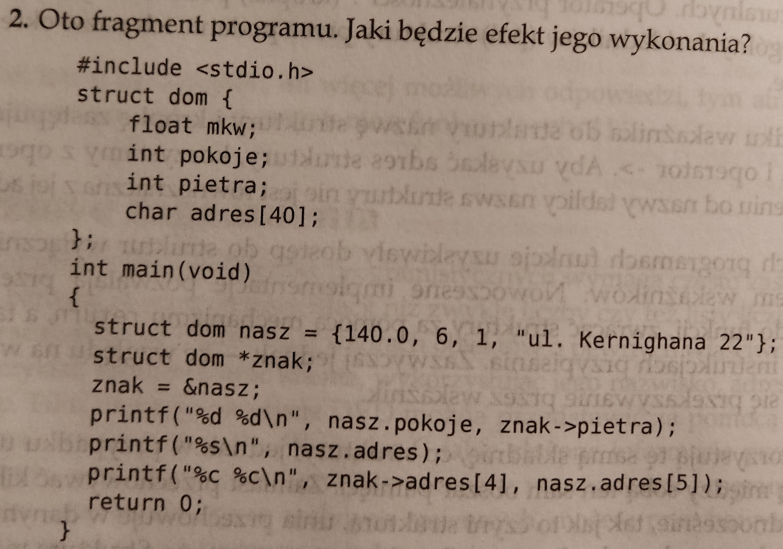 2. Oto fragment programu. Jaki będzie efekt jego wykonania?
#include <stdio.h>
struct dom {
float mkw;
int pokoje;
int pietra;
char adres[40];
};
int main(void)
{
struct dom nasz = {140.0, 6, 1, "ul. Kernighana 22"};
struct dom *znak;
znak = &nasz;
printf("%d %d\n", nasz.pokoje, znak->pietra);
printf("%s\n", nasz.adres);
printf("%c %c\n", znak->adres[4], nasz.adres[5]);
return 0;
}